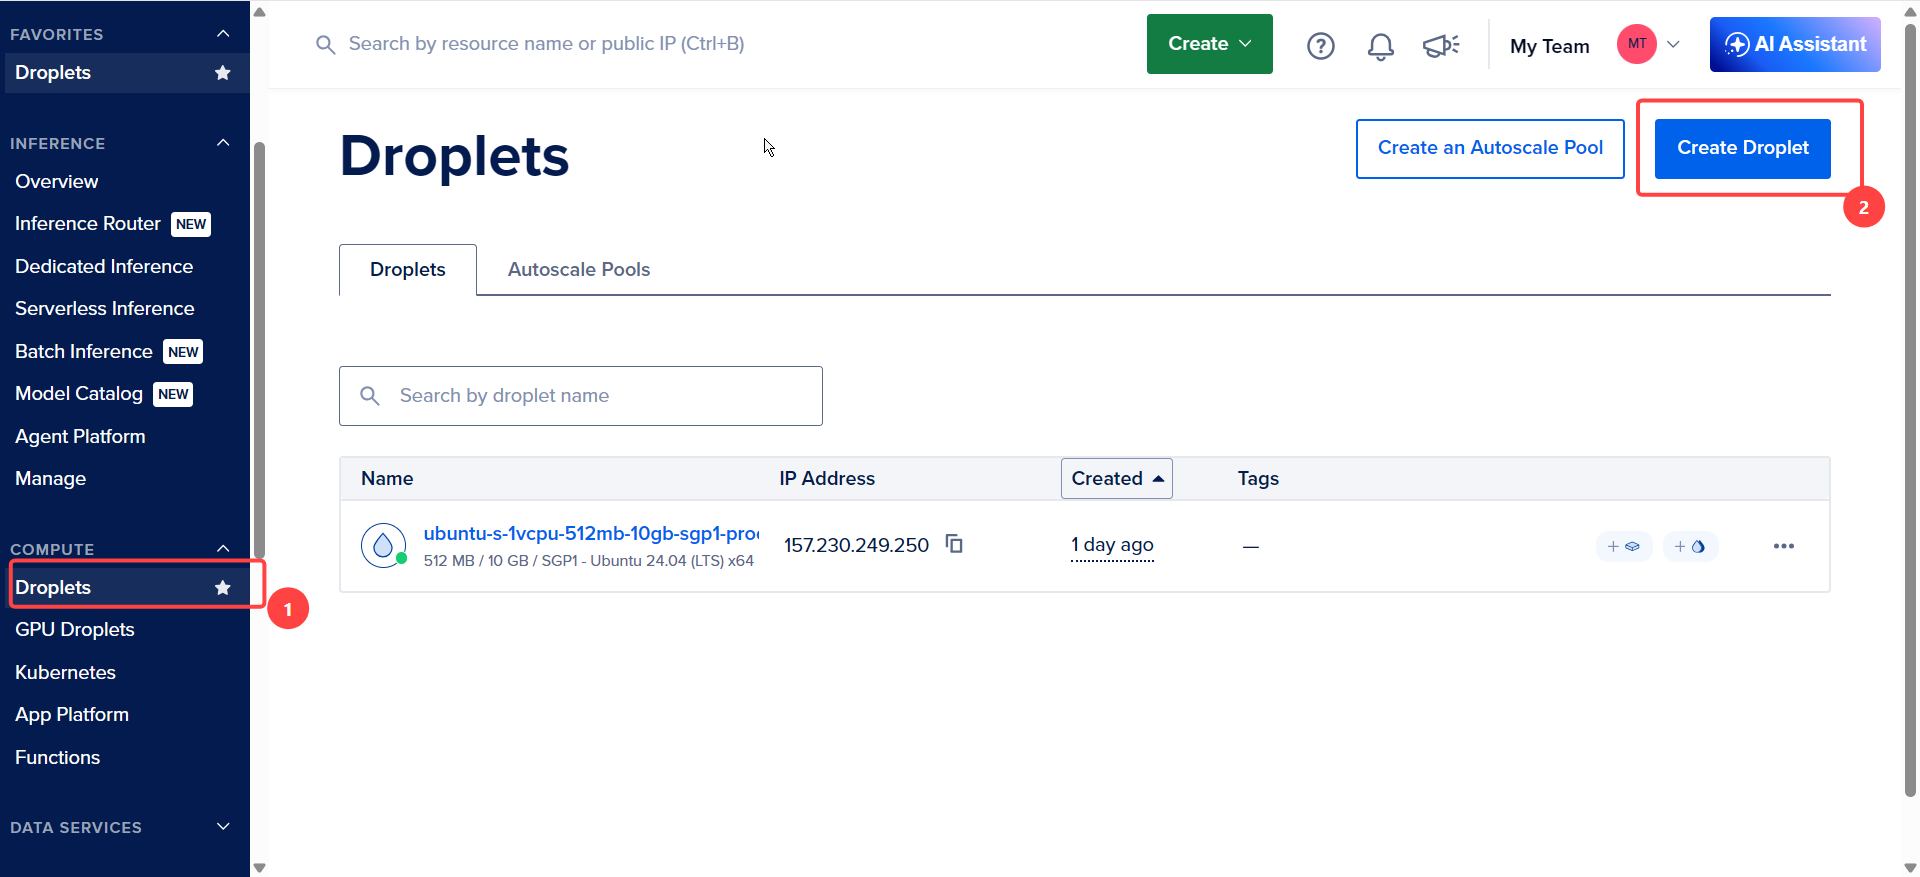 FAVORITES
Droplets
INFERENCE
Overview
Inference Router NEW
Dedicated Inference
Serverless Inference
Batch Inference NEW
Model Catalog NEW
Agent Platform
Manage
COMPUTE
Droplets
1
GPU Droplets
Kubernetes
App Platform
Functions
DATA SERVICES
Search by resource name or public IP (Ctrl+B)
Create
My Team
MT
AI Assistant
Droplets
Create an Autoscale Pool
Create Droplet
2
Droplets
Autoscale Pools
Search by droplet name
Name IP Address Created Tags
ubuntu-s-1vcpu-512mb-10gb-sgp1-pro
157.230.249.250
1 day ago
—
512 MB / 10 GB / SGP1 - Ubuntu 24.04 (LTS) x64